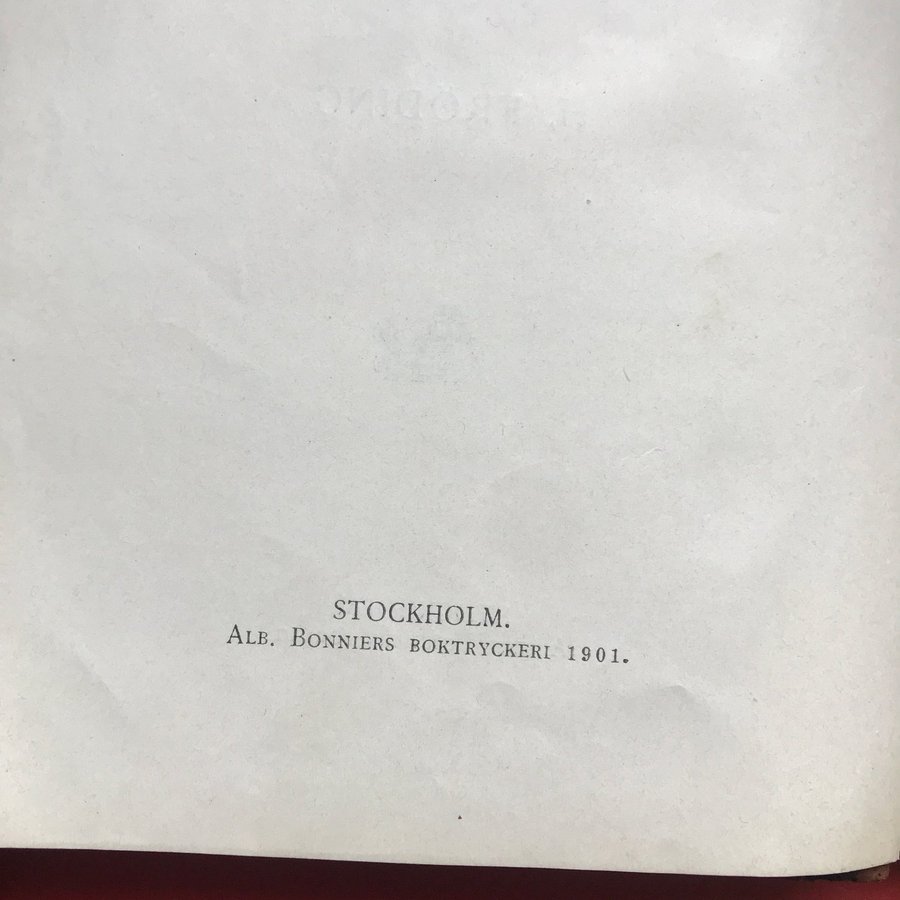 STOCKHOLM.
ALB. BONNIERS BOKTRYCKERI 1901.